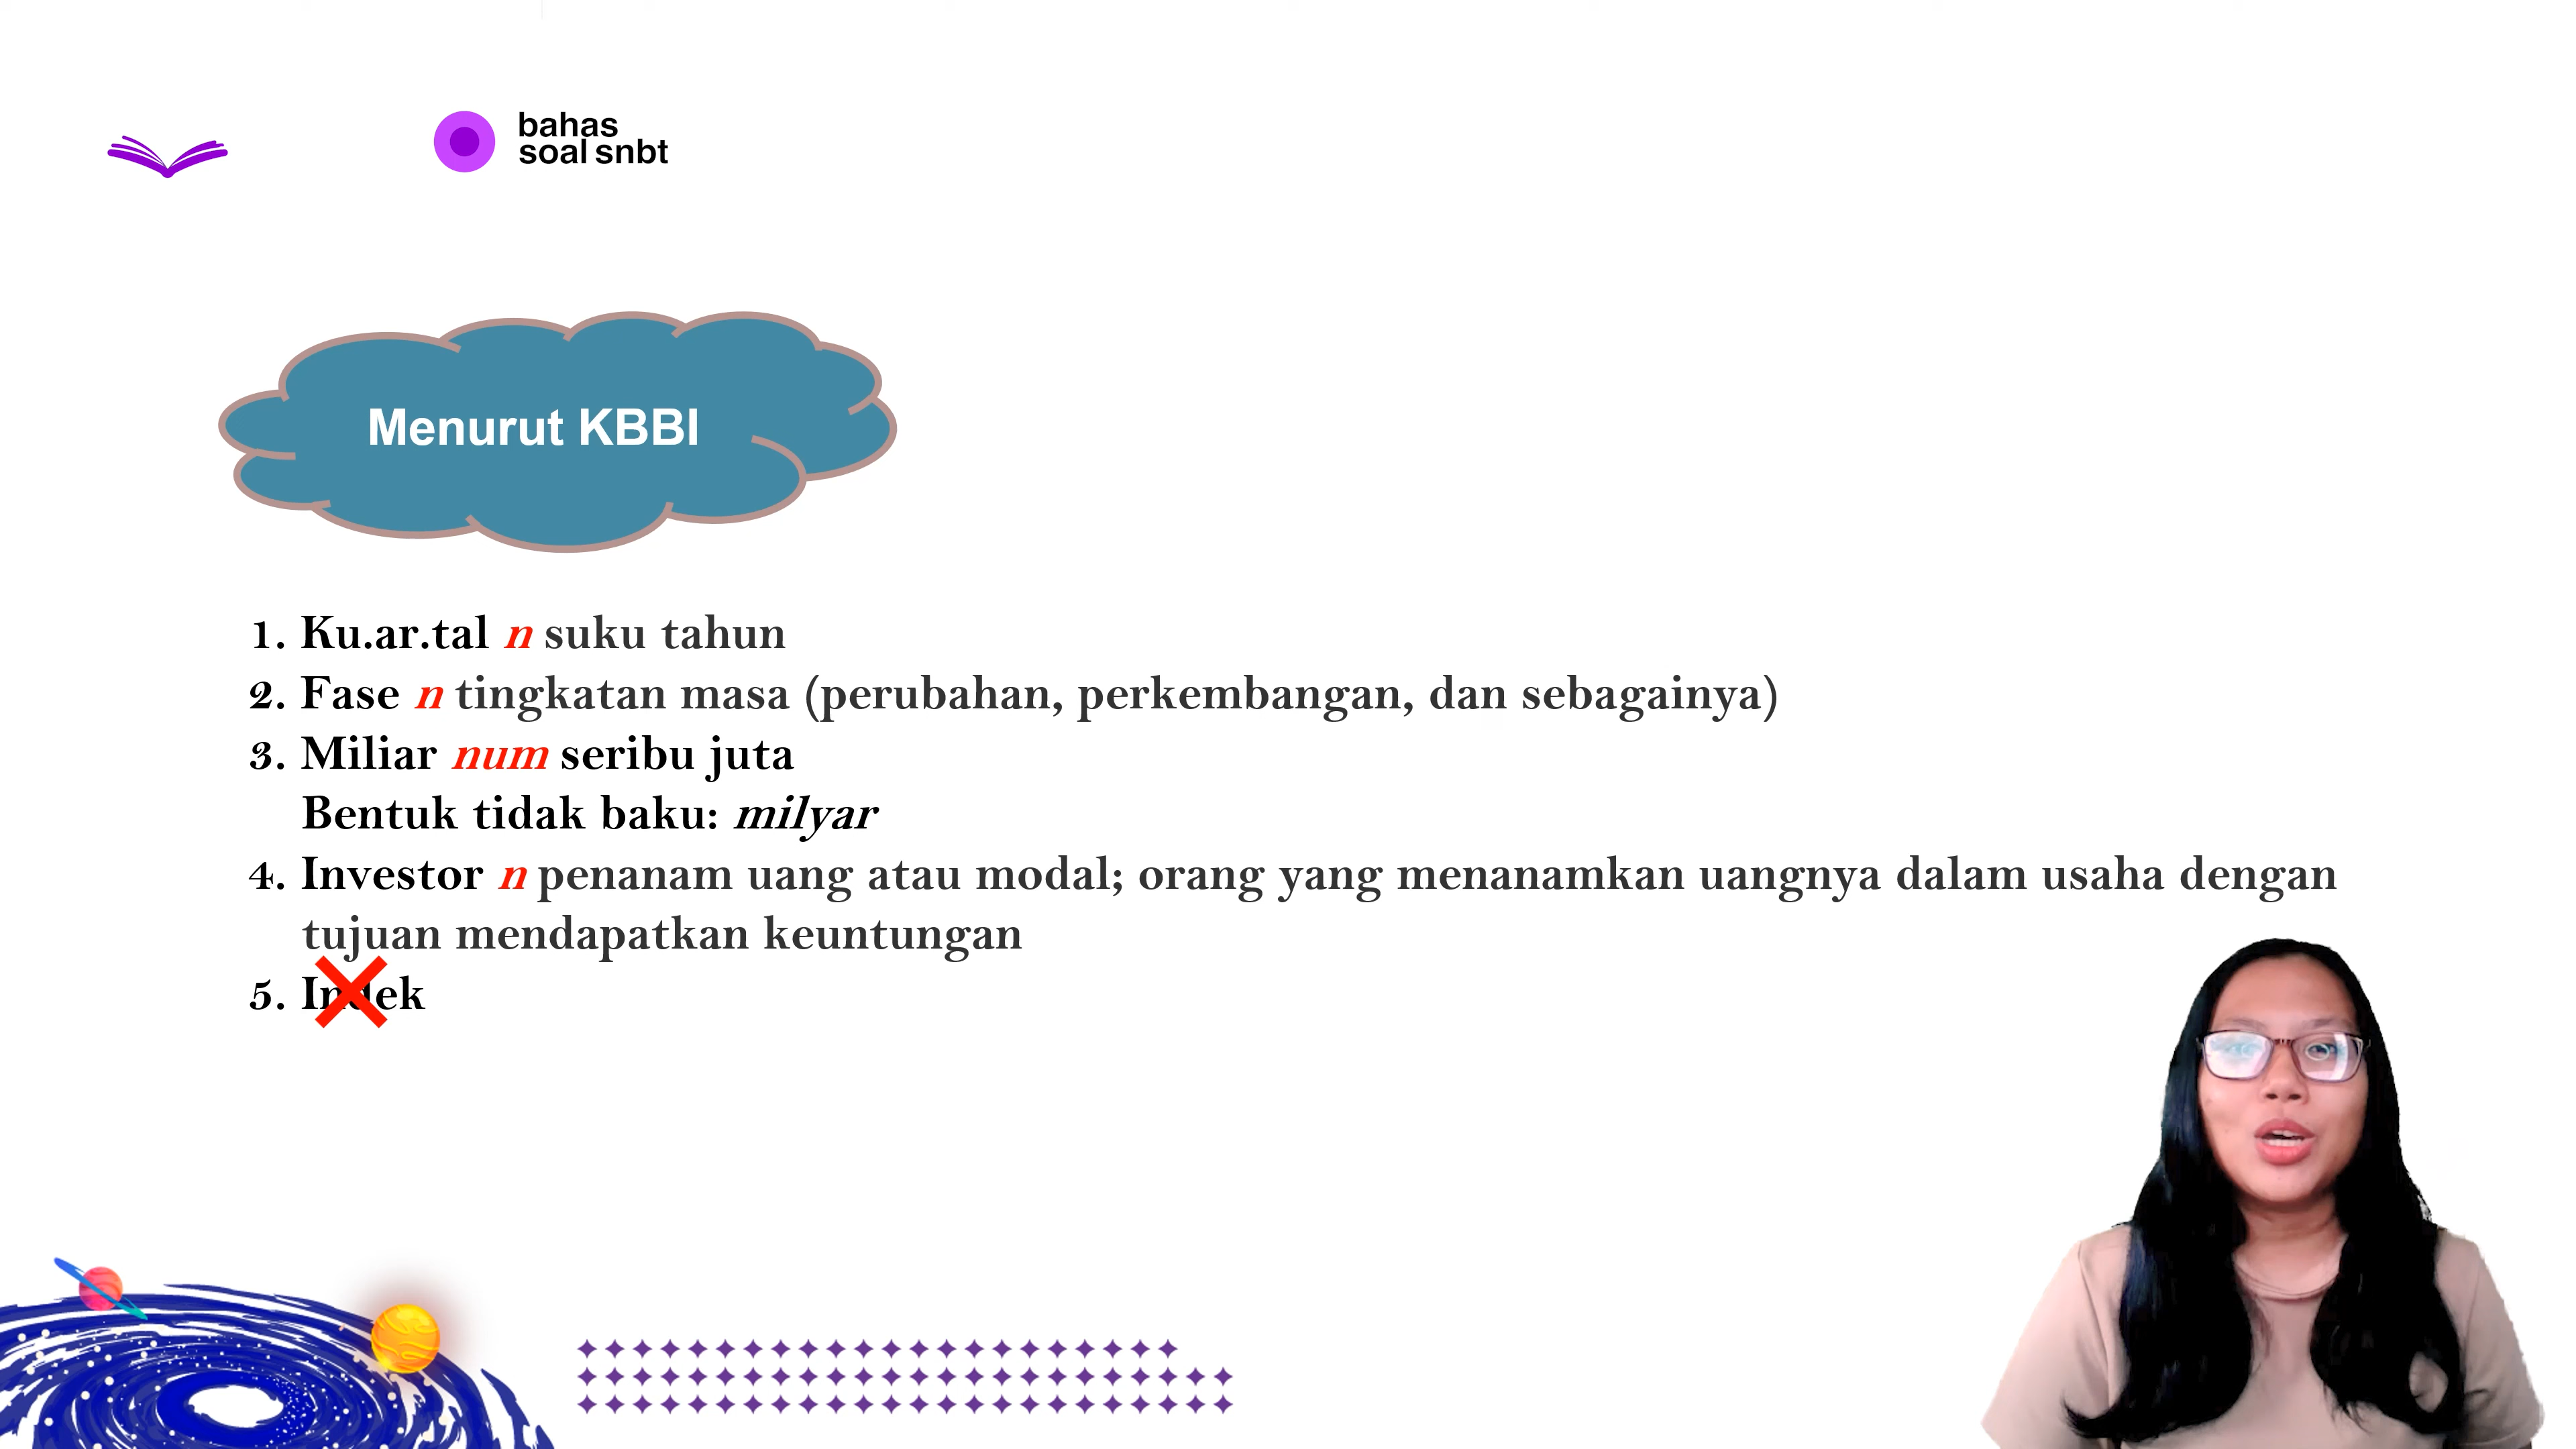 bahas
soal snbt
Menurut KBBI
1. Ku.ar.tal n suku tahun
2. Fase n tingkatan masa (perubahan, perkembangan, dan sebagainya)
3. Miliar num seribu juta
Bentuk tidak baku: milyar
4. Investor n penanam uang atau modal; orang yang menanamkan uangnya dalam usaha dengan
tujuan mendapatkan keuntungan
5. Indek